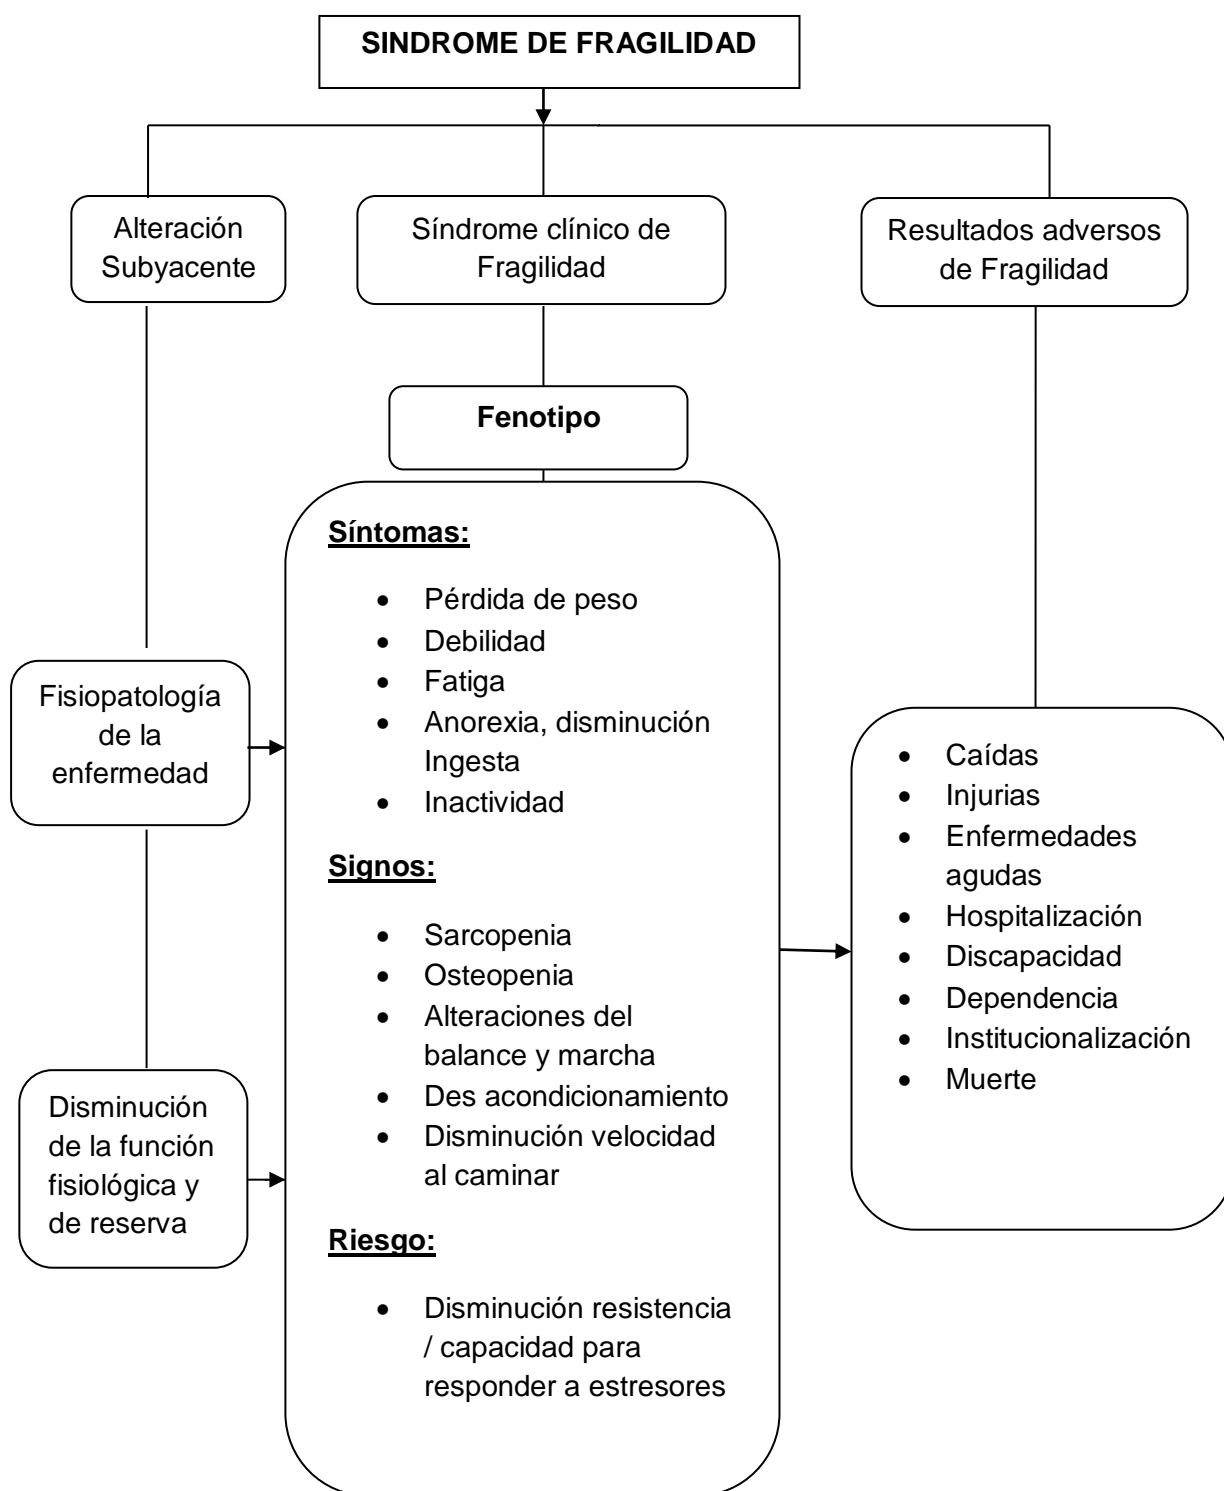 SINDROME DE FRAGILIDAD
Alteración
Subyacente
Síndrome clínico de
Fragilidad
Resultados adversos
de Fragilidad
Fenotipo
Fisiopatología
de la
enfermedad
Disminución
de la función
fisiológica y
de reserva
Síntomas:
• Pérdida de peso
• Debilidad
• Fatiga
• Anorexia, disminución
Ingesta
• Inactividad
Signos:
• Sarcopenia
• Osteopenia
• Alteraciones del
balance y marcha
• Des acondicionamiento
• Disminución velocidad
al caminar
Riesgo:
• Disminución resistencia
/ capacidad para
responder a estresores
• Caídas
• Injurias
• Enfermedades
agudas
• Hospitalización
• Discapacidad
• Dependencia
• Institucionalización
• Muerte